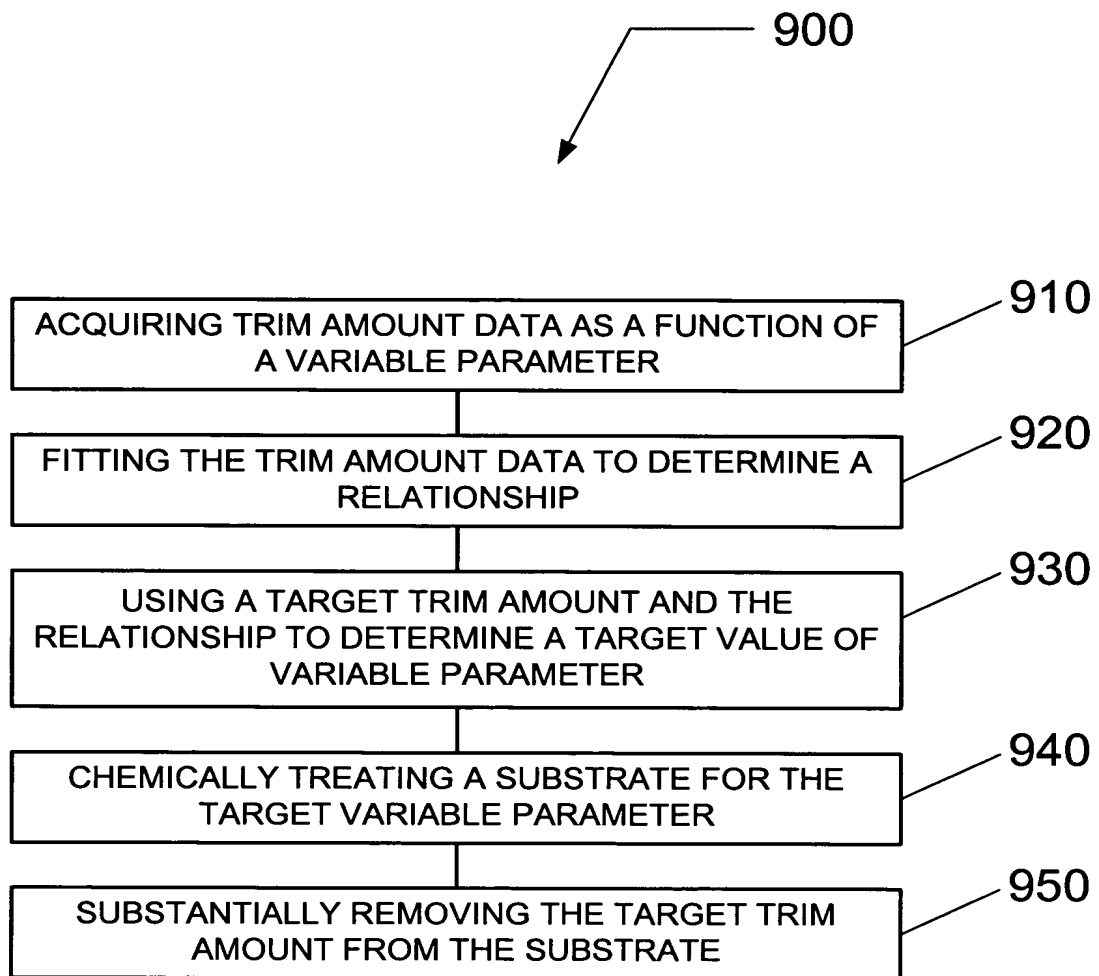 900
910
ACQUIRING TRIM AMOUNT DATA AS A FUNCTION OF
A VARIABLE PARAMETER
920
FITTING THE TRIM AMOUNT DATA TO DETERMINE A
RELATIONSHIP
930
USING A TARGET TRIM AMOUNT AND THE
RELATIONSHIP TO DETERMINE A TARGET VALUE OF
VARIABLE PARAMETER
940
CHEMICALLY TREATING A SUBSTRATE FOR THE
TARGET VARIABLE PARAMETER
950
SUBSTANTIALLY REMOVING THE TARGET TRIM
AMOUNT FROM THE SUBSTRATE